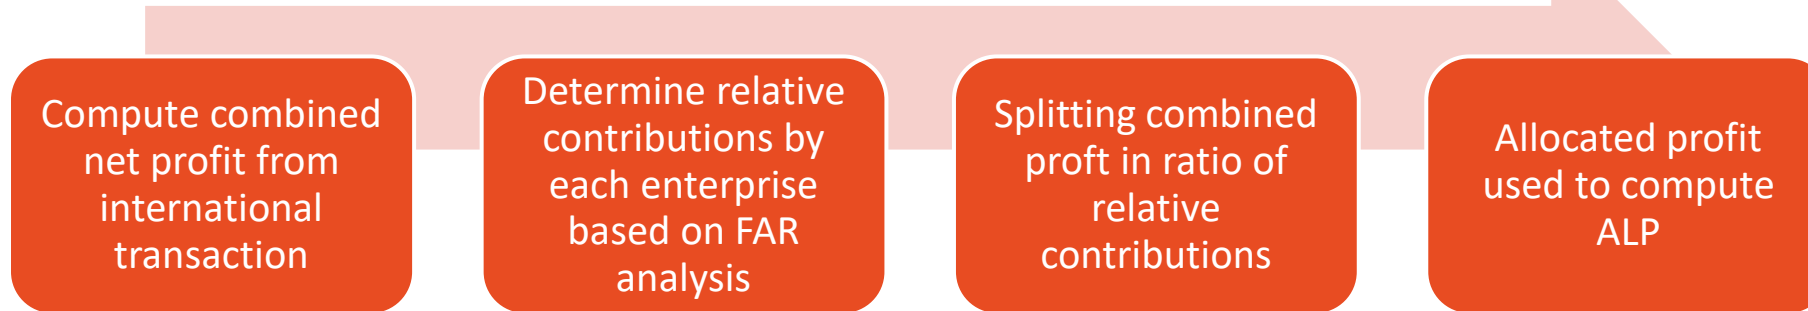 Compute combined
net profit from
international
transaction
Determine relative
contributions by
each enterprise
based on FAR
analysis
Splitting combined
proft in ratio of
relative
contributions
Allocated profit
used to compute
ALP